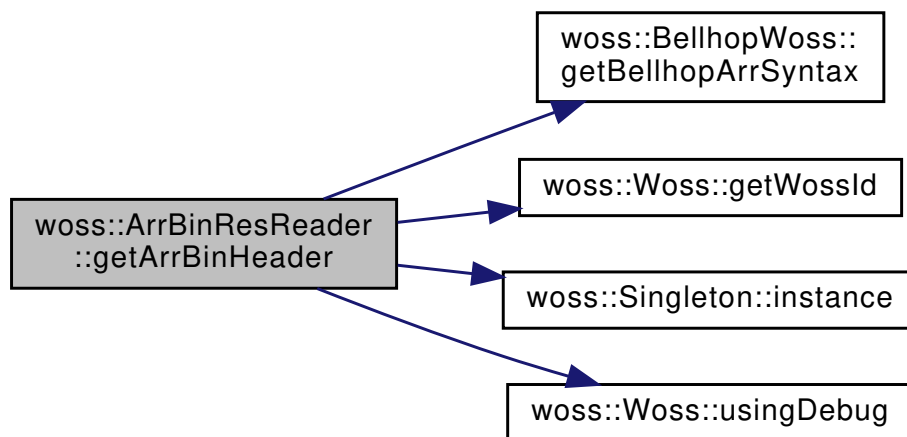 woss::BellhopWoss::
getBellhopArrSyntax
woss::Woss::getWossId
woss::ArrBinResReader
::getArrBinHeader
woss::Singleton::instance
woss::Woss::usingDebug